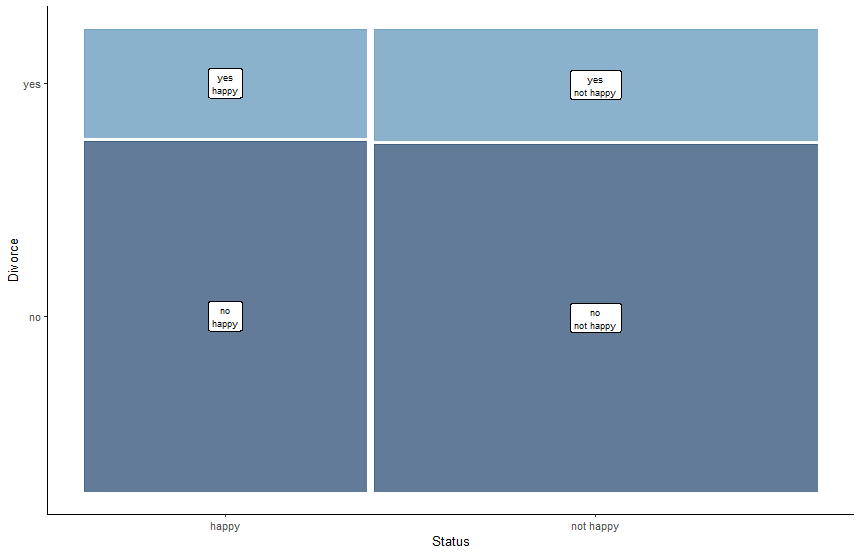 yes
happy
yes
not happy
yes
no
happy
no
not happy
no
Divorce
happy
not happy
Status